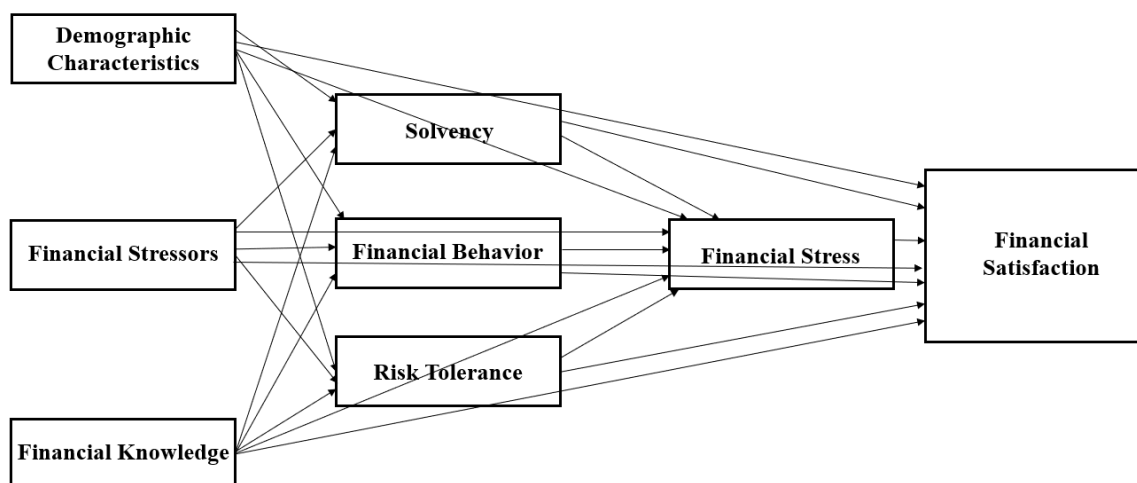 Demographic
Characteristics
Solvency
Financial Stressors
Financial Behavior
Financial Stress
Financial
Satisfaction
Risk Tolerance
Financial Knowledge